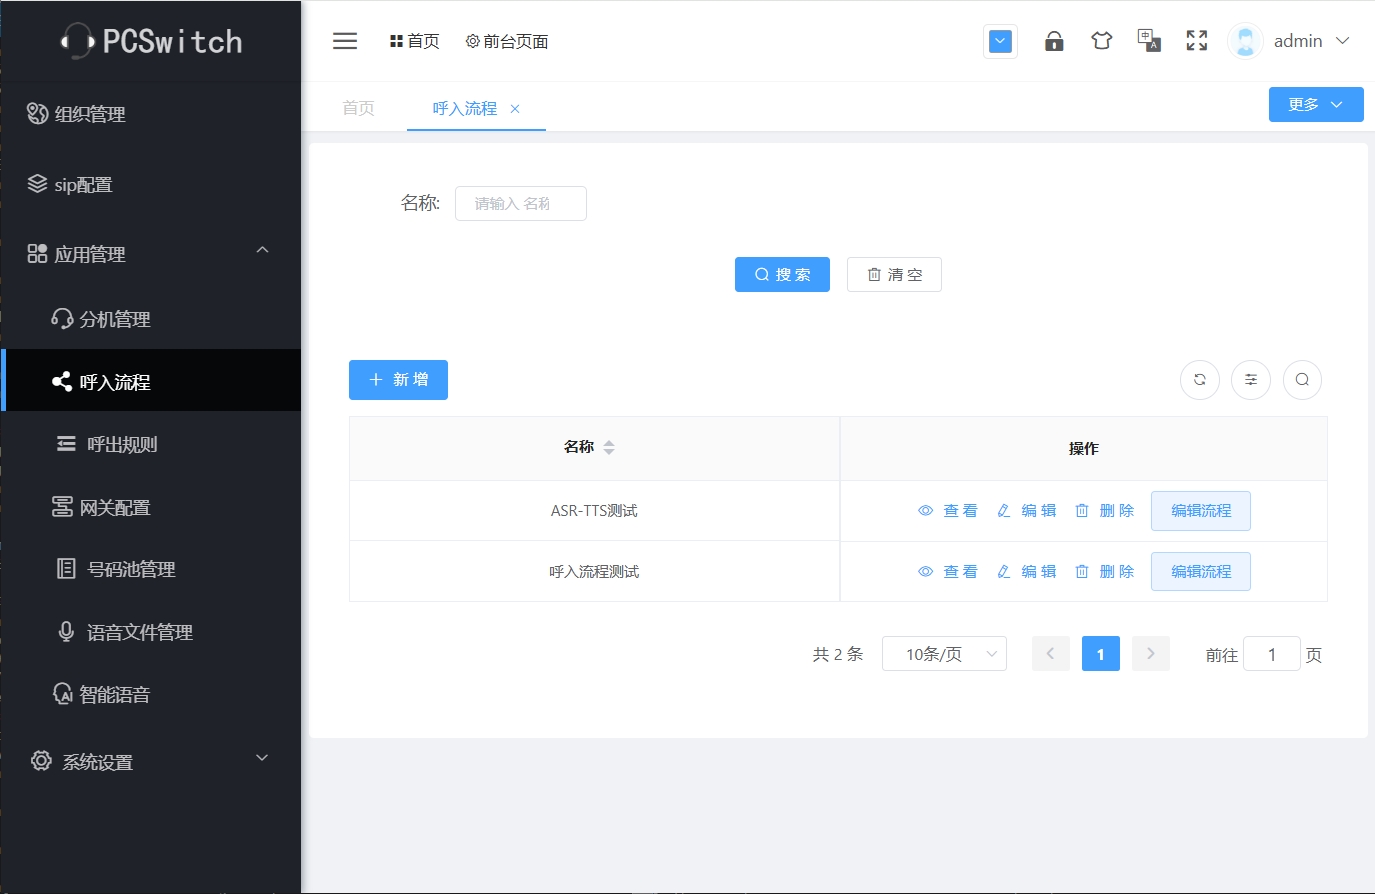 PCSwitch
组织管理
sip配置
应用管理
分机管理
呼入流程
呼出规则
网关配置
号码池管理
语音文件管理
智能语音
系统设置
首页 前台页面
中 A
admin
首页 呼入流程
更多
名称: 请输入 名称
搜 索 清 空
新 增
名称 操作
ASR-TTS测试 查 看 编 辑 删 除 编辑流程
呼入流程测试 查 看 编 辑 删 除 编辑流程
共 2 条 10条/页 1 前往 1 页